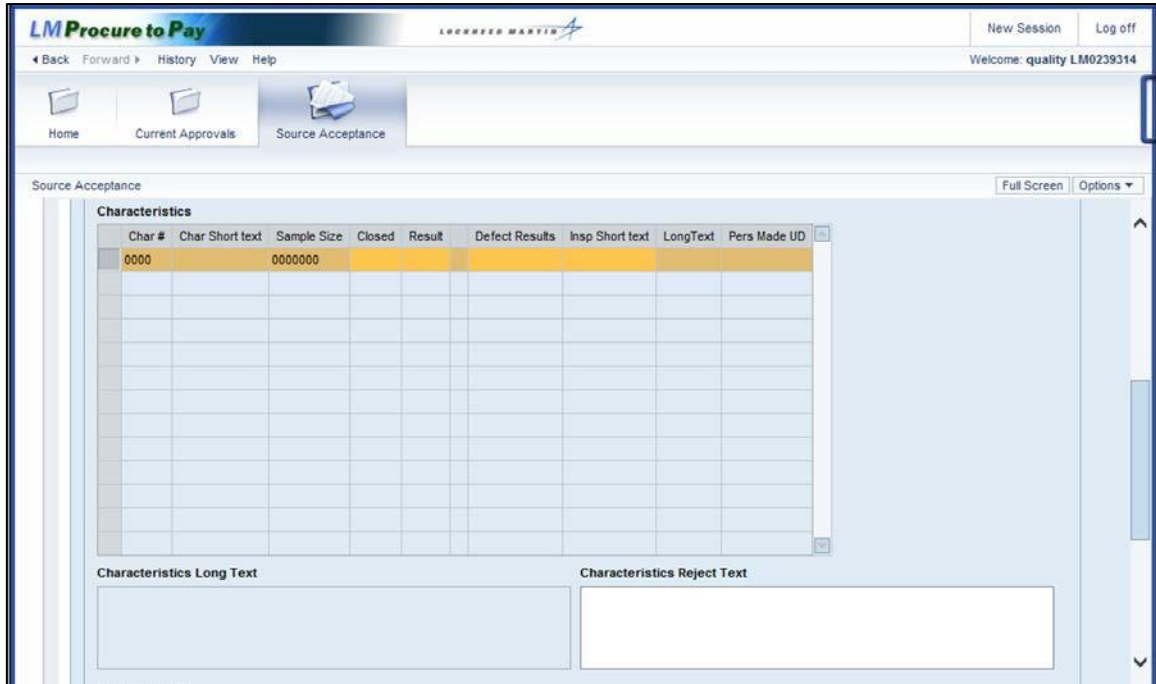 LM Procure to Pay LOCKHEED MARTIN New Session Log off
Back Forward History View Help Welcome: quality LM0239314
Home Current Approvals Source Acceptance
Source Acceptance Full Screen Options
Characteristics
Char # Char Short text Sample Size Closed Result Defect Results Insp Short text LongText Pers Made UD
0000 0000000
Characteristics Long Text Characteristics Reject Text